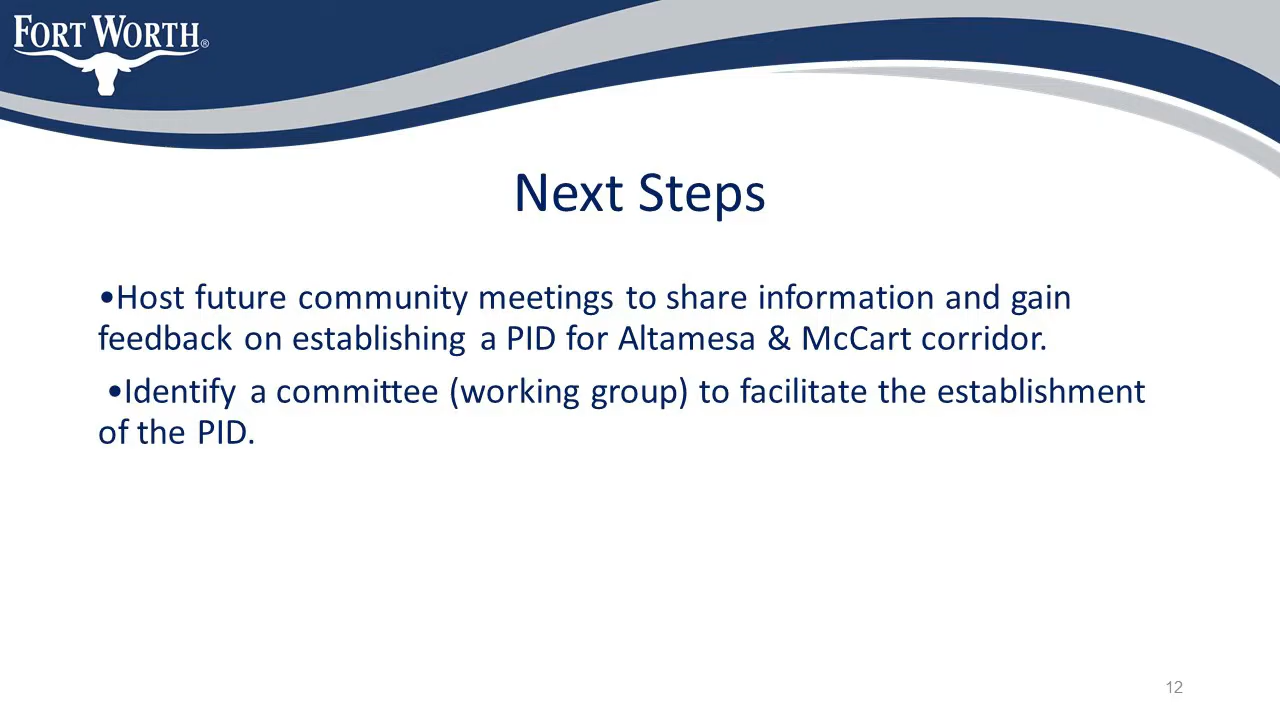 FORT WORTH®
Next Steps
•Host future community meetings to share information and gain
feedback on establishing a PID for Altamesa & McCart corridor.
•Identify a committee (working group) to facilitate the establishment
of the PID.
12